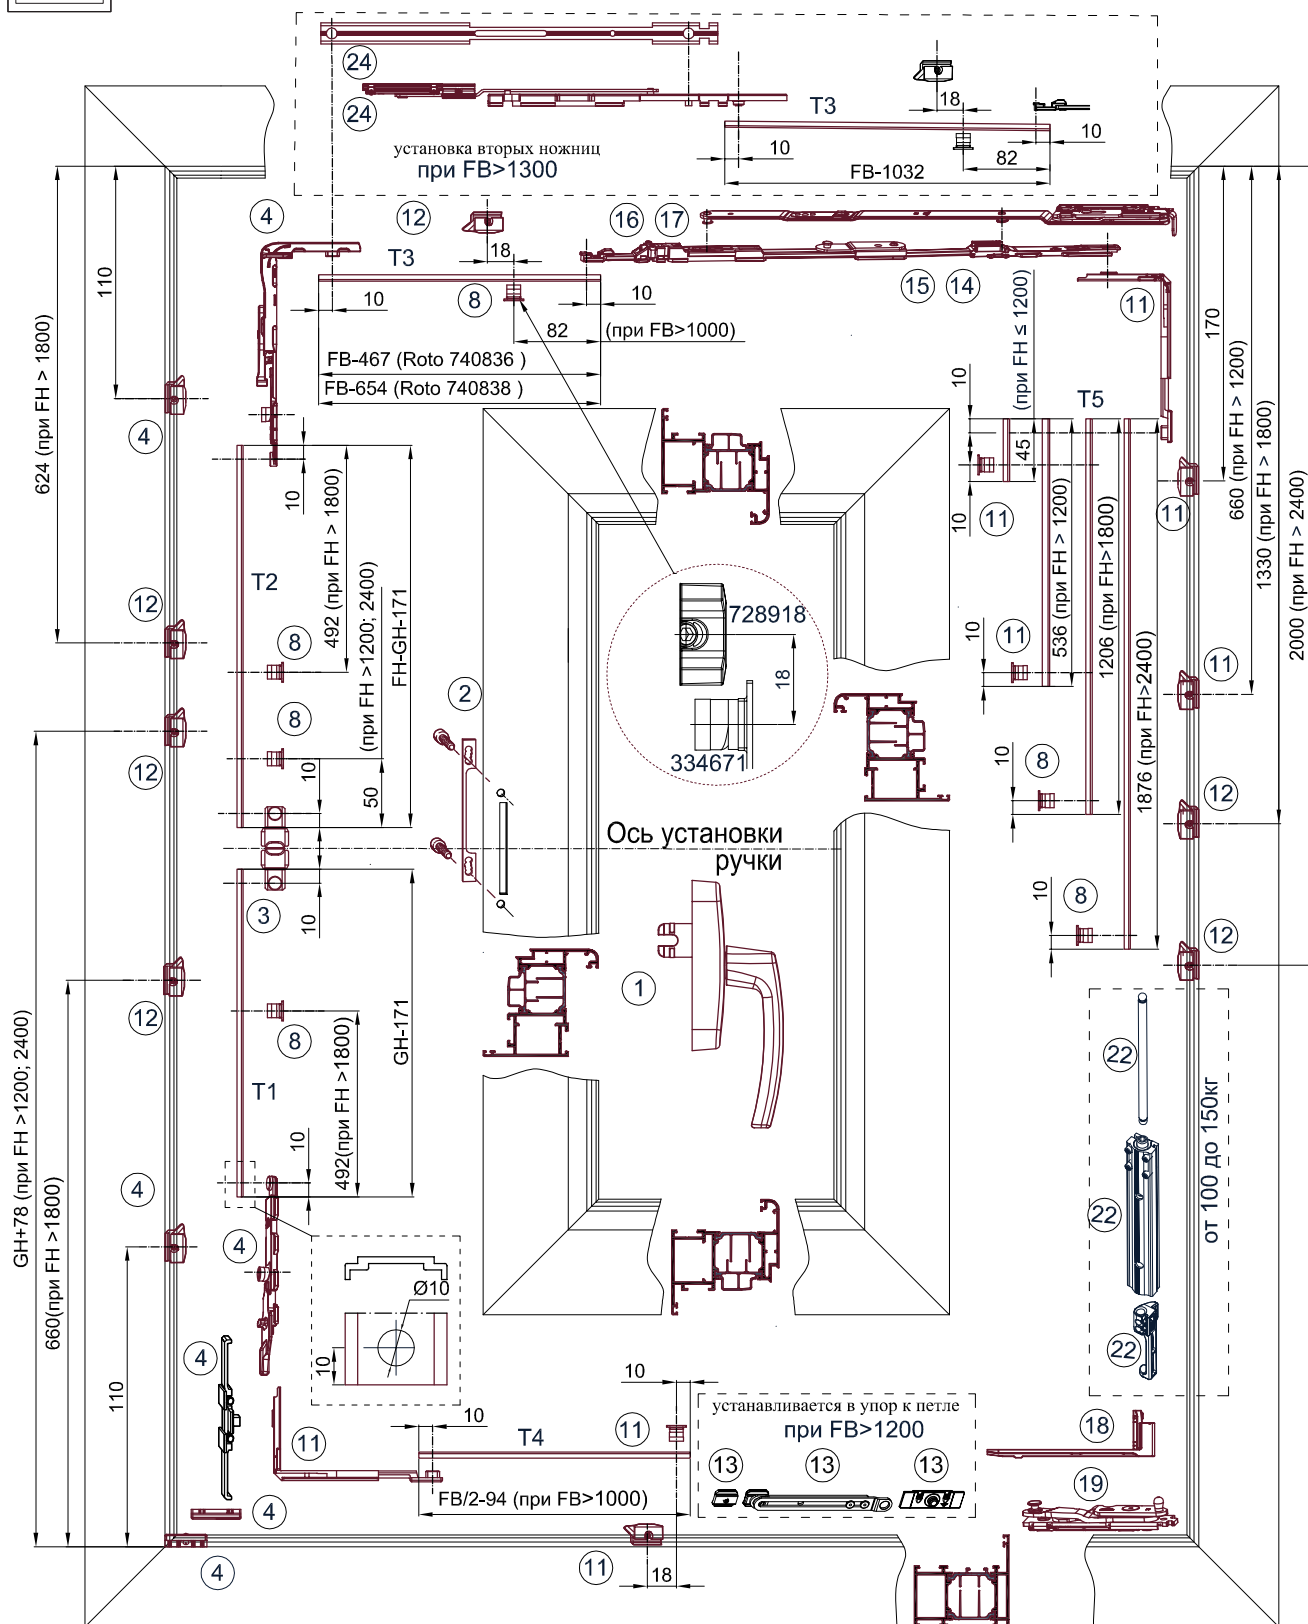 24
24
установка вторых ножниц
при FB>1300
T3
18
10
10
82
FB-1032
4
12
16
17
T3
18
8
10
10
82
(при FB>1000)
FB-467 (Roto 740836 )
FB-654 (Roto 740838 )
15
14
11
110
624 (при FH > 1800)
4
10
492 (при FH > 1800)
T2
12
8
(при FH >1200; 2400)
FH-GH-171
8
12
10
50
2
728918
18
334671
Ось установки
ручки
3
10
1
12
8
GH-171
492(при FH >1800)
T1
10
4
4
GH+78 (при FH >1200; 2400)
660(при FH >1800)
110
Ø10
10
4
11
4
4
10
T4
11
10
FB/2-94 (при FB>1000)
11
18
устанавливается в упор к петле
при FB>1200
13
13
13
(при FH ≤ 1200)
10
45
10
11
T5
536 (при FH > 1200)
1206 (при FH>1800)
1876 (при FH>2400)
10
11
10
8
10
8
170
660 (при FH > 1200)
1330 (при FH > 1800)
2000 (при FH > 2400)
11
11
12
12
22
22
22
от 100 до 150кг
18
19